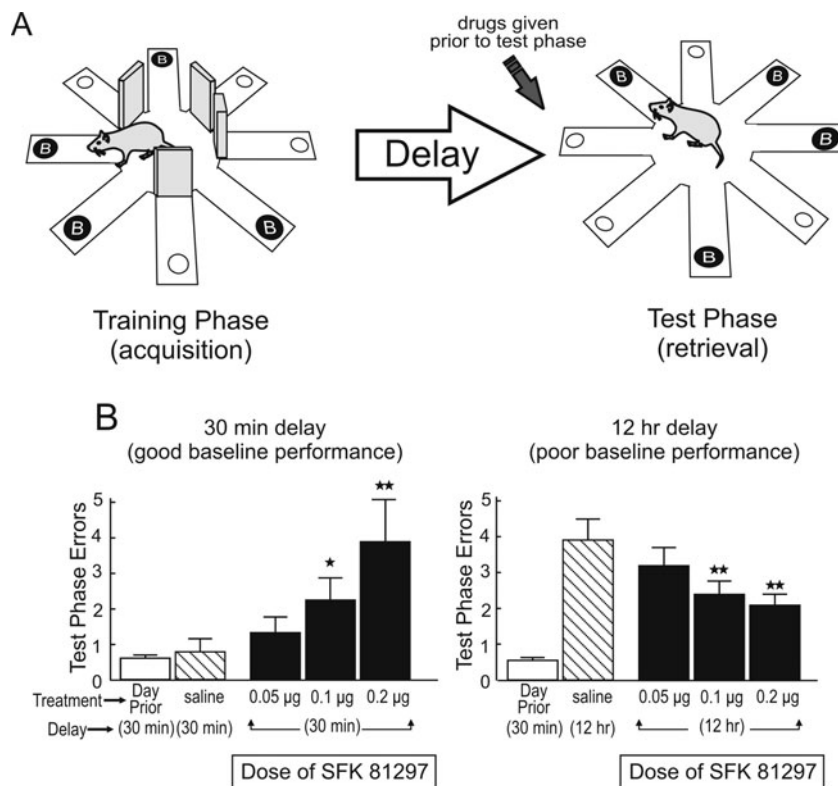 A
drugs given
prior to test phase
B
B
B
B
Delay
B
B
B
B
Training Phase
(acquisition)
Test Phase
(retrieval)
B
30 min delay
(good baseline performance)
Test Phase Errors
5
4
3
2
1
0
★
★★
Treatment
Day
Prior
saline
0.05 µg
0.1 µg
0.2 µg
Delay
(30 min)
(30 min)
(30 min)
Dose of SFK 81297
12 hr delay
(poor baseline performance)
Test Phase Errors
5
4
3
2
1
0
★★
★★
Day
Prior
saline
0.05 µg
0.1 µg
0.2 µg
(30 min)
(12 hr)
(12 hr)
Dose of SFK 81297